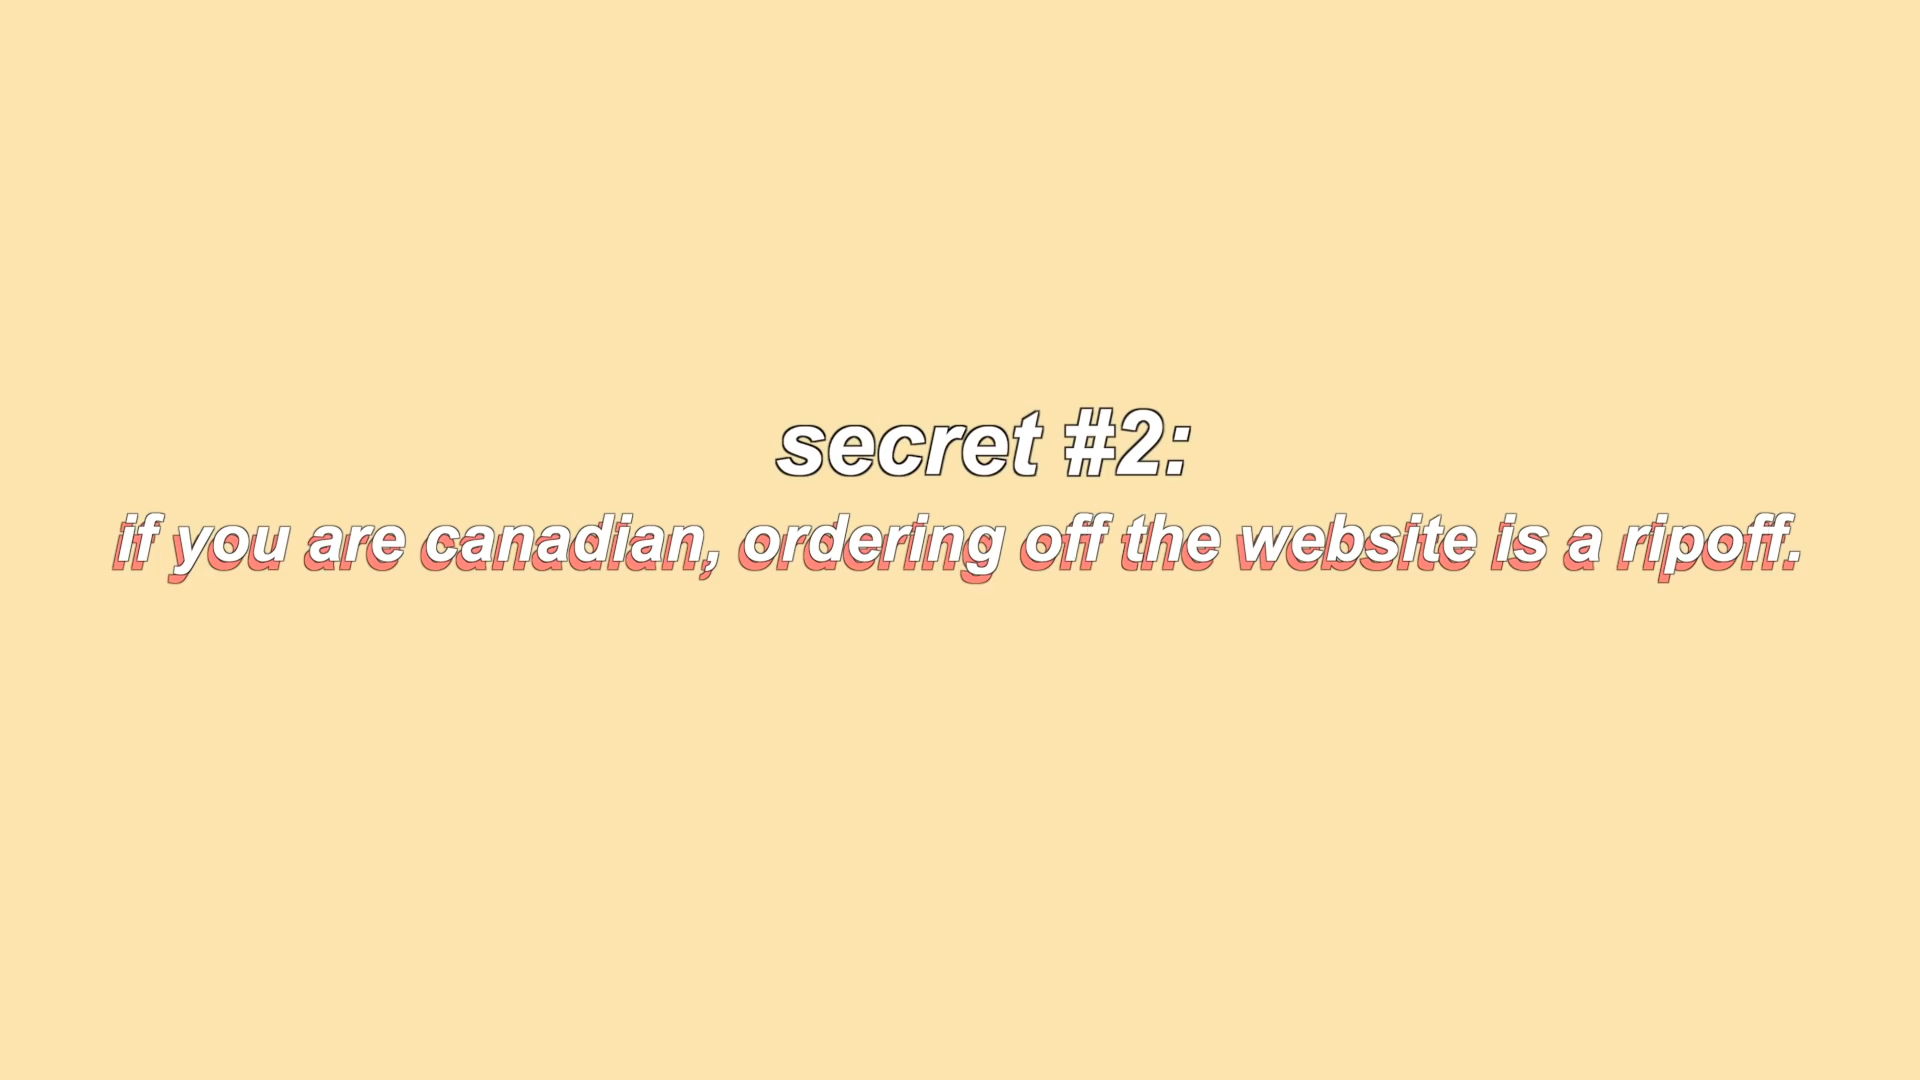 secret #2:
if you are canadian, ordering off the website is a ripoff.